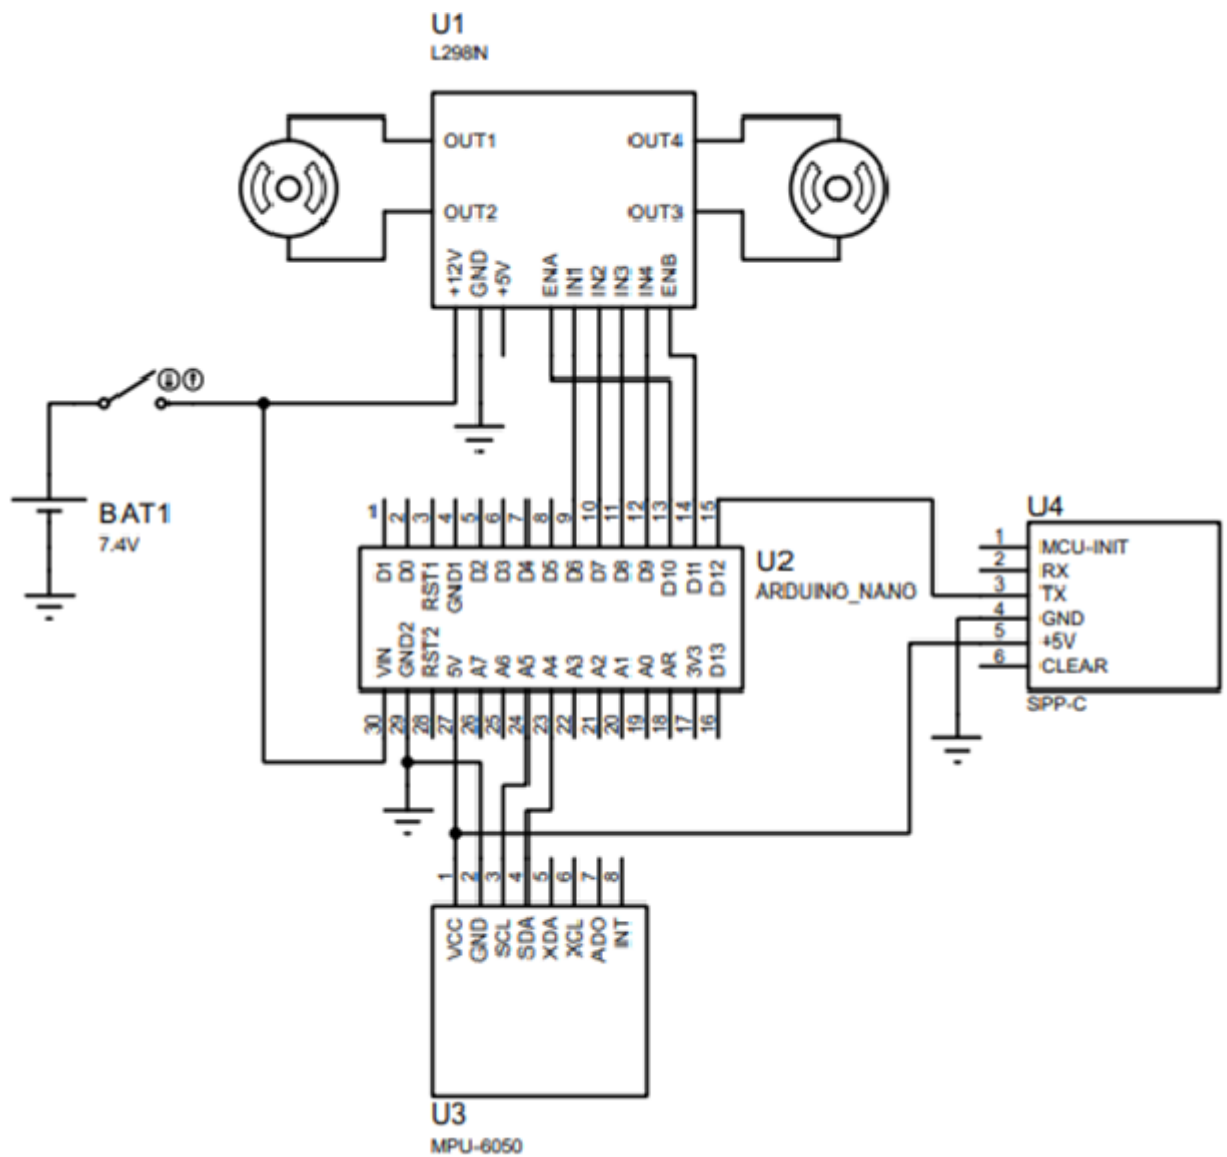 U1
L298N
OUT1
OUT4
OUT2
OUT3
+12V
GND
+5V
ENA
IN1
IN2
IN3
IN4
ENB
BAT1
7.4V
1
2
3
4
5
6
7
8
9
10
11
12
13
14
15
D1
D0
RST1
GND1
D2
D3
D4
D5
D6
D7
D8
D9
D10
D11
D12
U2
ARDUINO_NANO
VIN
GND2
RST2
5V
A7
A6
A5
A4
A3
A2
A1
A0
AR
3V3
D13
30
29
28
27
26
25
24
23
22
21
20
19
18
17
16
U4
1 MCU-INIT
2 RX
3 TX
4 GND
5 +5V
6 CLEAR
SPP-C
1
2
3
4
5
6
7
8
VCC
GND
SCL
SDA
XDA
XCL
ADO
INT
U3
MPU-6050